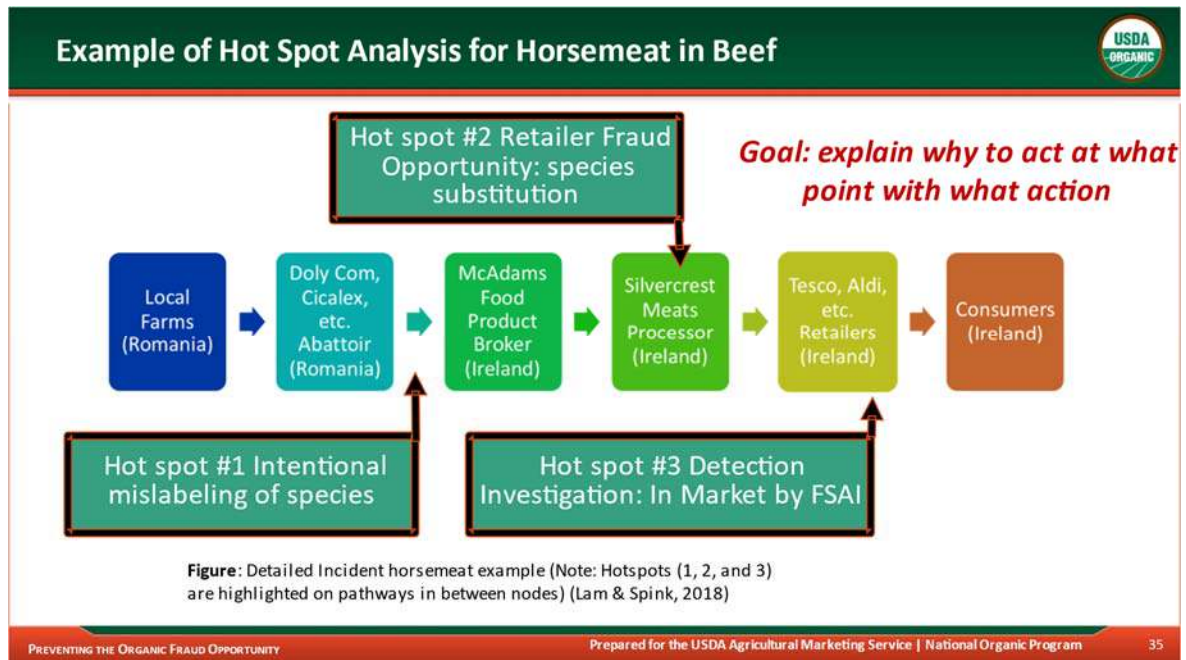 Example of Hot Spot Analysis for Horsemeat in Beef
USDA
ORGANIC
Hot spot #2 Retailer Fraud
Opportunity: species
substitution
Goal: explain why to act at what
point with what action
Local
Farms
(Romania)
Doly Com,
Cicalex,
etc.
Abattoir
(Romania)
McAdams
Food
Product
Broker
(Ireland)
Silvercrest
Meats
Processor
(Ireland)
Tesco, Aldi,
etc.
Retailers
(Ireland)
Consumers
(Ireland)
Hot spot #1 Intentional
mislabeling of species
Hot spot #3 Detection
Investigation: In Market by FSAI
Figure: Detailed Incident horsemeat example (Note: Hotspots (1, 2, and 3)
are highlighted on pathways in between nodes) (Lam & Spink, 2018)
PREVENTING THE ORGANIC FRAUD OPPORTUNITY
Prepared for the USDA Agricultural Marketing Service | National Organic Program
35